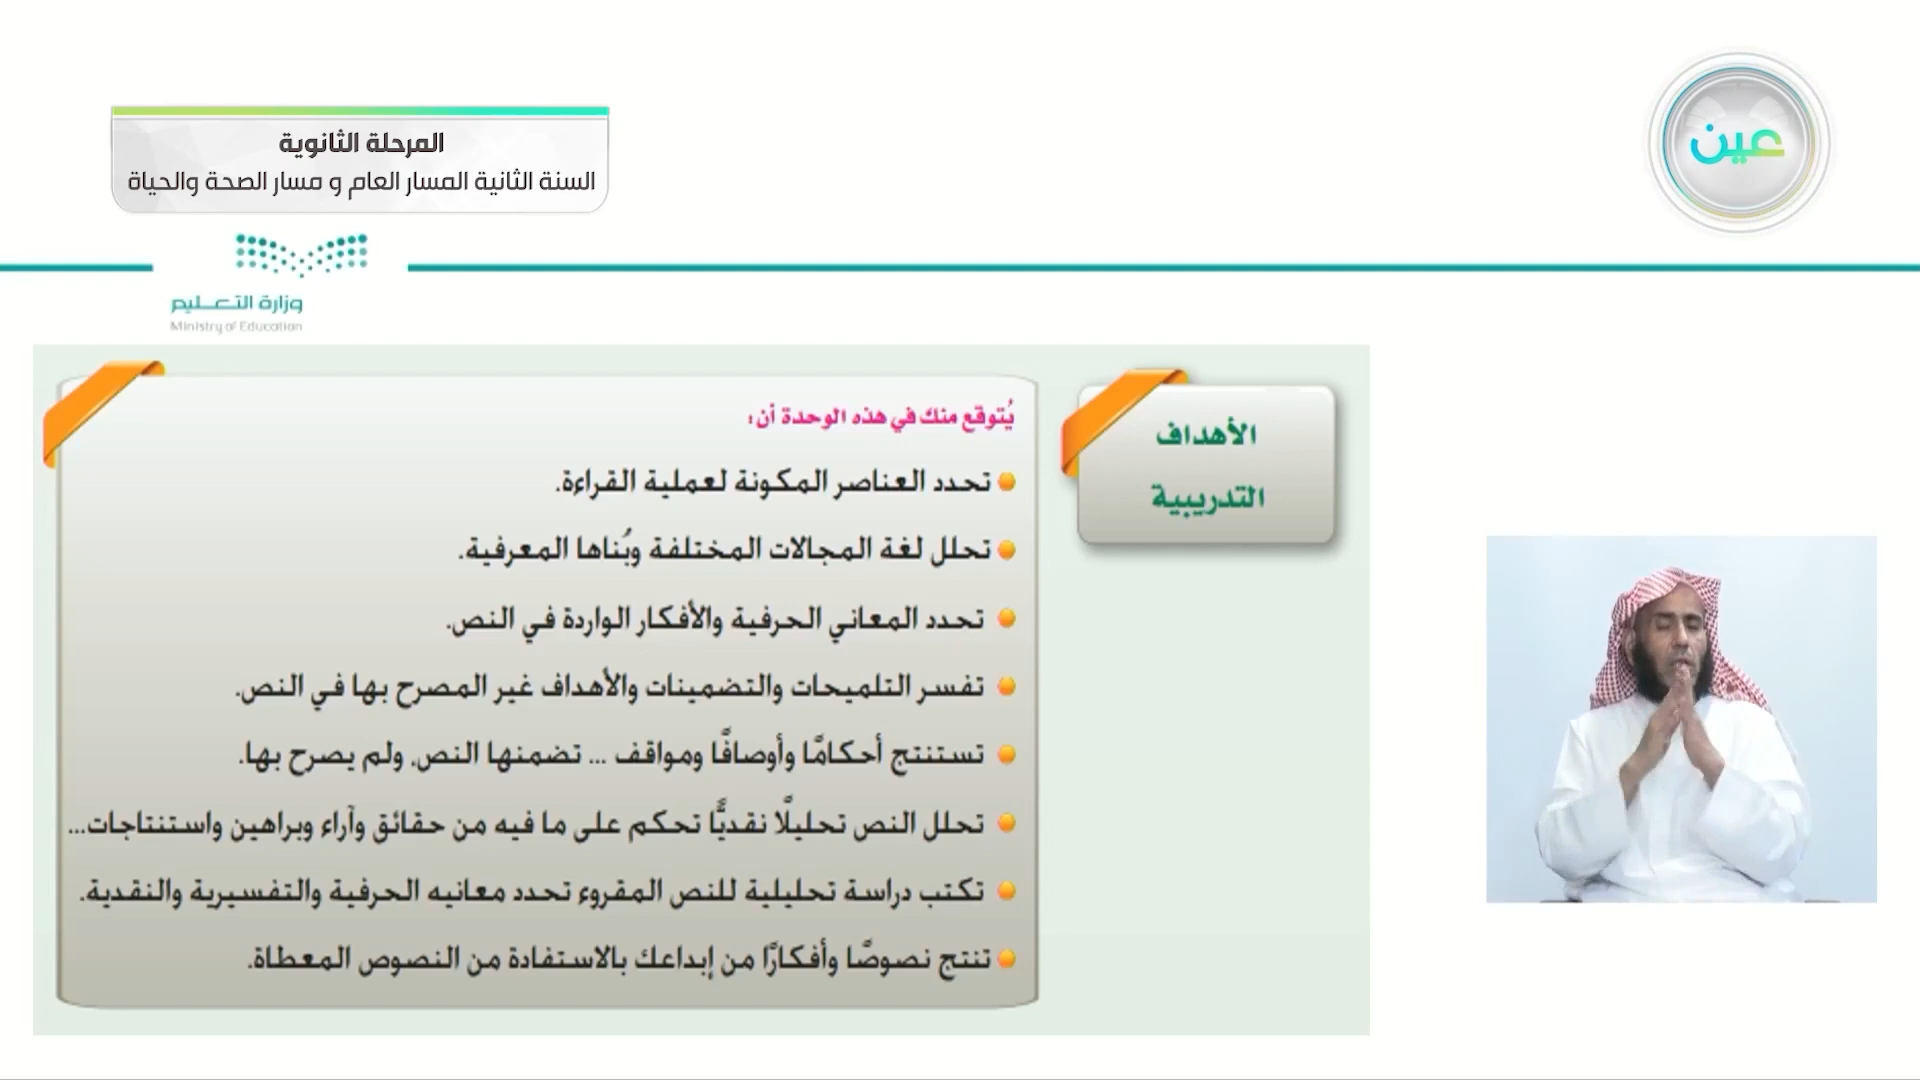 المرحلة الثانوية
السنة الثانية المسار العام و مسار الصحة والحياة
عين
وزارة التعليم
Ministry of Education
الأهداف
التدريبية
يُتوقع منك في هذه الوحدة أن:
تحدد العناصر المكونة لعملية القراءة.
تحلل لغة المجالات المختلفة وبُناها المعرفية.
تحدد المعاني الحرفية والأفكار الواردة في النص.
تفسر التلميحات والتضمينات والأهداف غير المصرح بها في النص.
تستنتج أحكامًا وأوصافًا ومواقف ... تضمنها النص، ولم يصرح بها.
تحلل النص تحليلًا نقديًّا تحكم على ما فيه من حقائق وآراء وبراهين واستنتاجات...
تكتب دراسة تحليلية للنص المقروء تحدد معانيه الحرفية والتفسيرية والنقدية.
تنتج نصوصًا وأفكارًا من إبداعك بالاستفادة من النصوص المعطاة.